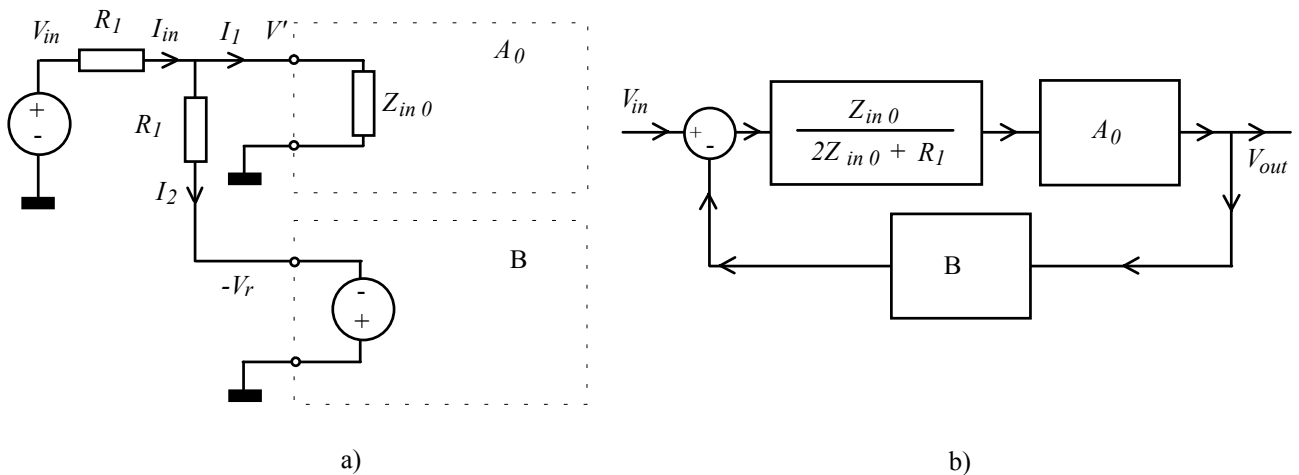 V_in R_1 I_in I_1 V' A_0
+
-
R_1 Z_in 0
I_2
B
-V_r
-
+
a)
V_in
+
-
Z_in 0
2Z_in 0 + R_1
A_0
V_out
B
b)